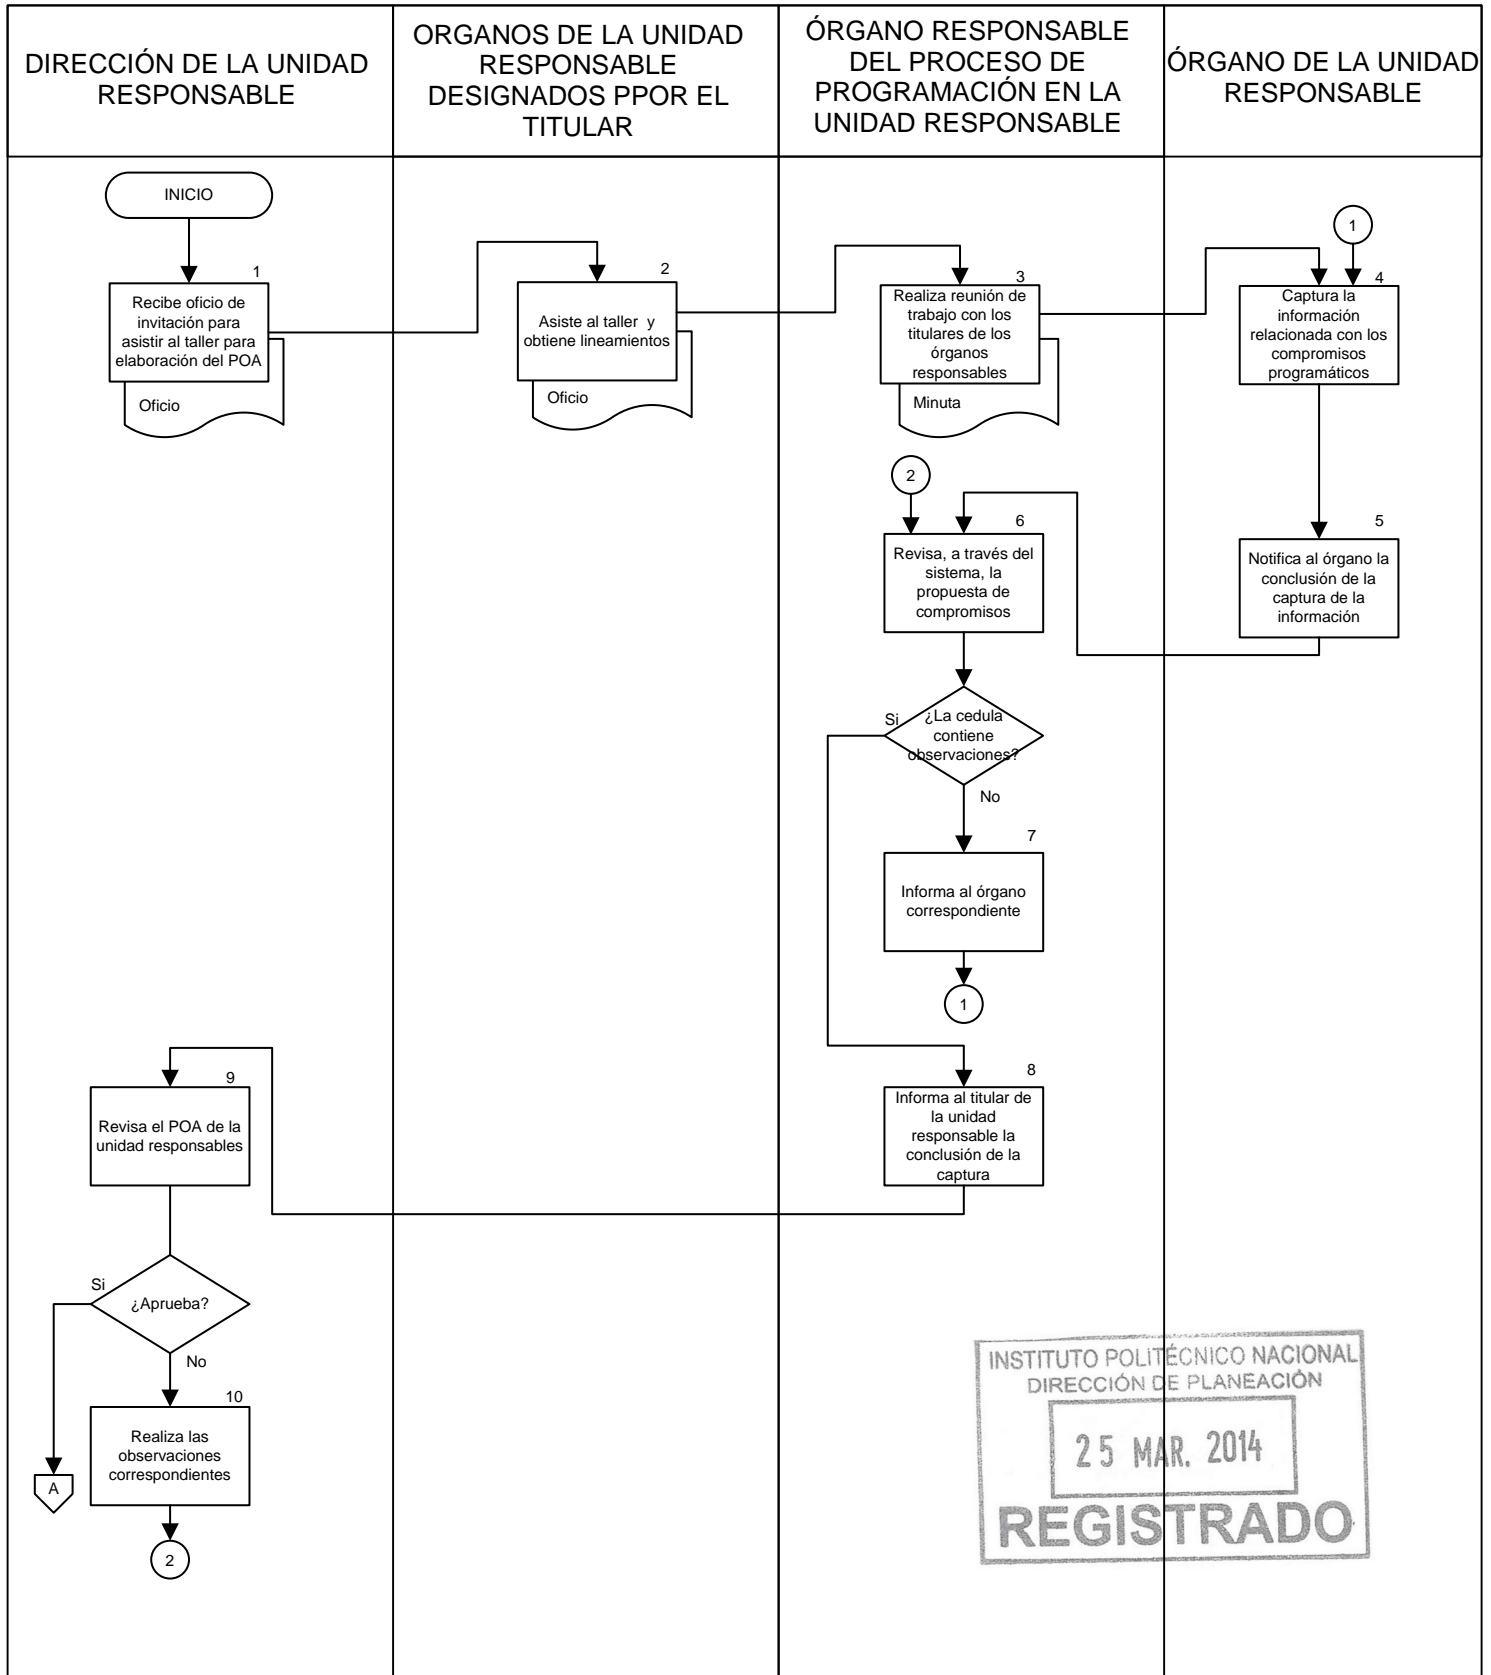 DIRECCIÓN DE LA UNIDAD
RESPONSABLE
ORGANOS DE LA UNIDAD
RESPONSABLE
DESIGNADOS PPOR EL
TITULAR
ÓRGANO RESPONSABLE
DEL PROCESO DE
PROGRAMACIÓN EN LA
UNIDAD RESPONSABLE
ÓRGANO DE LA UNIDAD
RESPONSABLE
INICIO
1
Recibe oficio de
invitación para
asistir al taller para
elaboración del POA
Oficio
2
Asiste al taller y
obtiene lineamientos
Oficio
3
Realiza reunión de
trabajo con los
titulares de los
órganos
responsables
Minuta
1
4
Captura la
información
relacionada con los
compromisos
programáticos
5
Notifica al órgano la
conclusión de la
captura de la
información
2
6
Revisa, a través del
sistema, la
propuesta de
compromisos
Si
¿La cedula
contiene
observaciones?
No
7
Informa al órgano
correspondiente
1
8
Informa al titular de
la unidad
responsable la
conclusión de la
captura
9
Revisa el POA de la
unidad responsables
Si
¿Aprueba?
No
A
10
Realiza las
observaciones
correspondientes
2
INSTITUTO POLITÉCNICO NACIONAL
DIRECCIÓN DE PLANEACIÓN
25 MAR. 2014
REGISTRADO